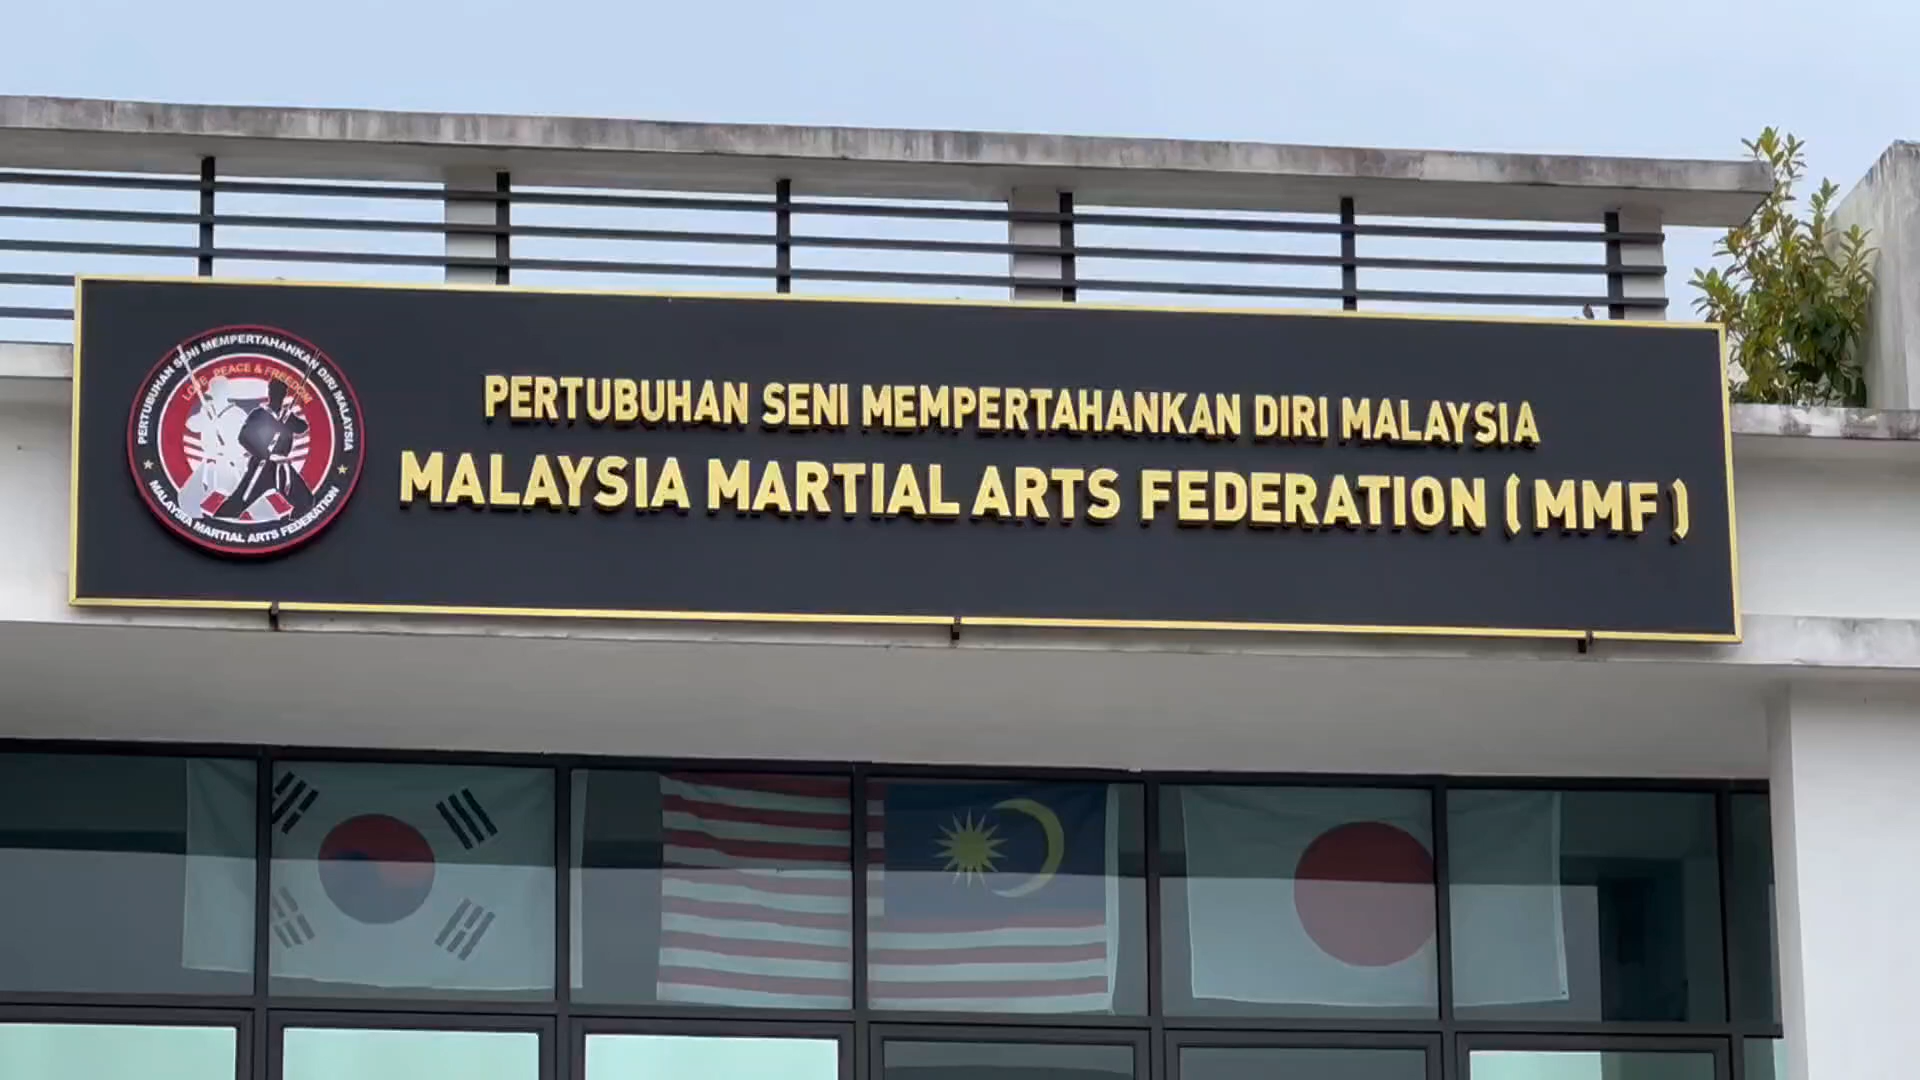 PERTUBUHAN SENI MEMPERTAHANKAN DIRI MALAYSIA
LOVE, PEACE & FREEDOM
MALAYSIA MARTIAL ARTS FEDERATION
PERTUBUHAN SENI MEMPERTAHANKAN DIRI MALAYSIA
MALAYSIA MARTIAL ARTS FEDERATION (MMF)